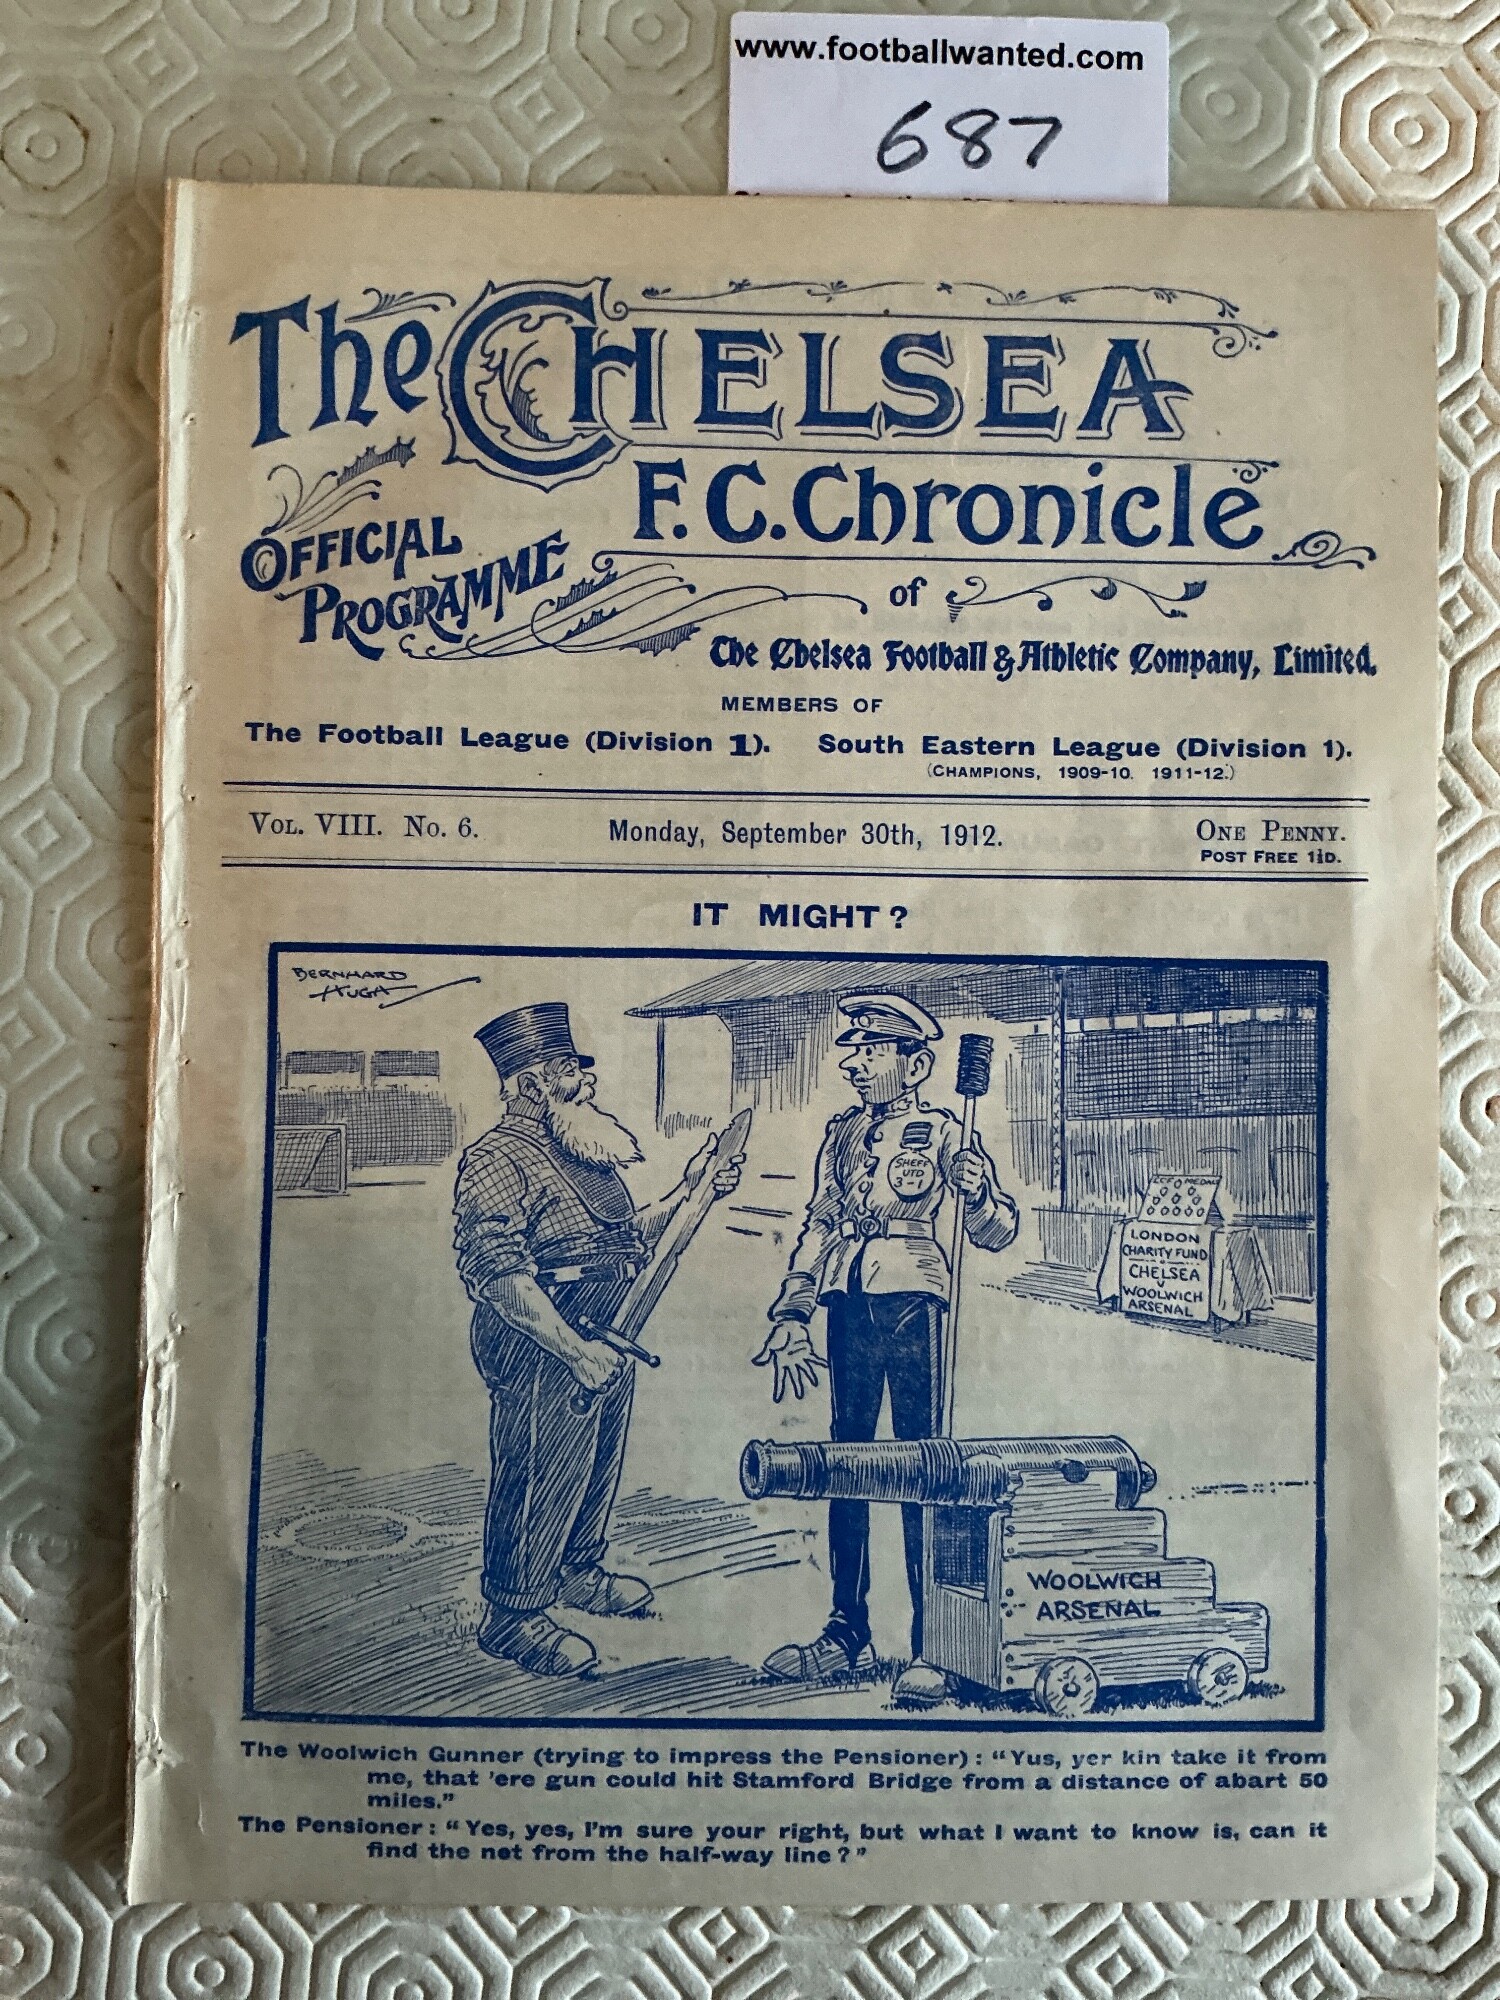 www.footballwanted.com
687
The CHELSEA
F.C. Chronicle
OFFICIAL
PROGRAMME
of
The Chelsea Football & Athletic Company, Limited.
MEMBERS OF
The Football League (Division 1). South Eastern League (Division 1).
(CHAMPIONS, 1909-10. 1911-12.)
VOL. VIII. No. 6. Monday, September 30th, 1912. ONE PENNY.
POST FREE 1½D.
IT MIGHT?
BERNHARD
HUGH
SHEFF
UTD
3-1
LCF MEDALS
LONDON
CHARITY FUND
CHELSEA
V
WOOLWICH
ARSENAL
WOOLWICH
ARSENAL
The Woolwich Gunner (trying to impress the Pensioner): "Yus, yer kin take it from
me, that 'ere gun could hit Stamford Bridge from a distance of abart 50
miles."
The Pensioner: "Yes, yes, I'm sure your right, but what I want to know is, can it
find the net from the half-way line?"